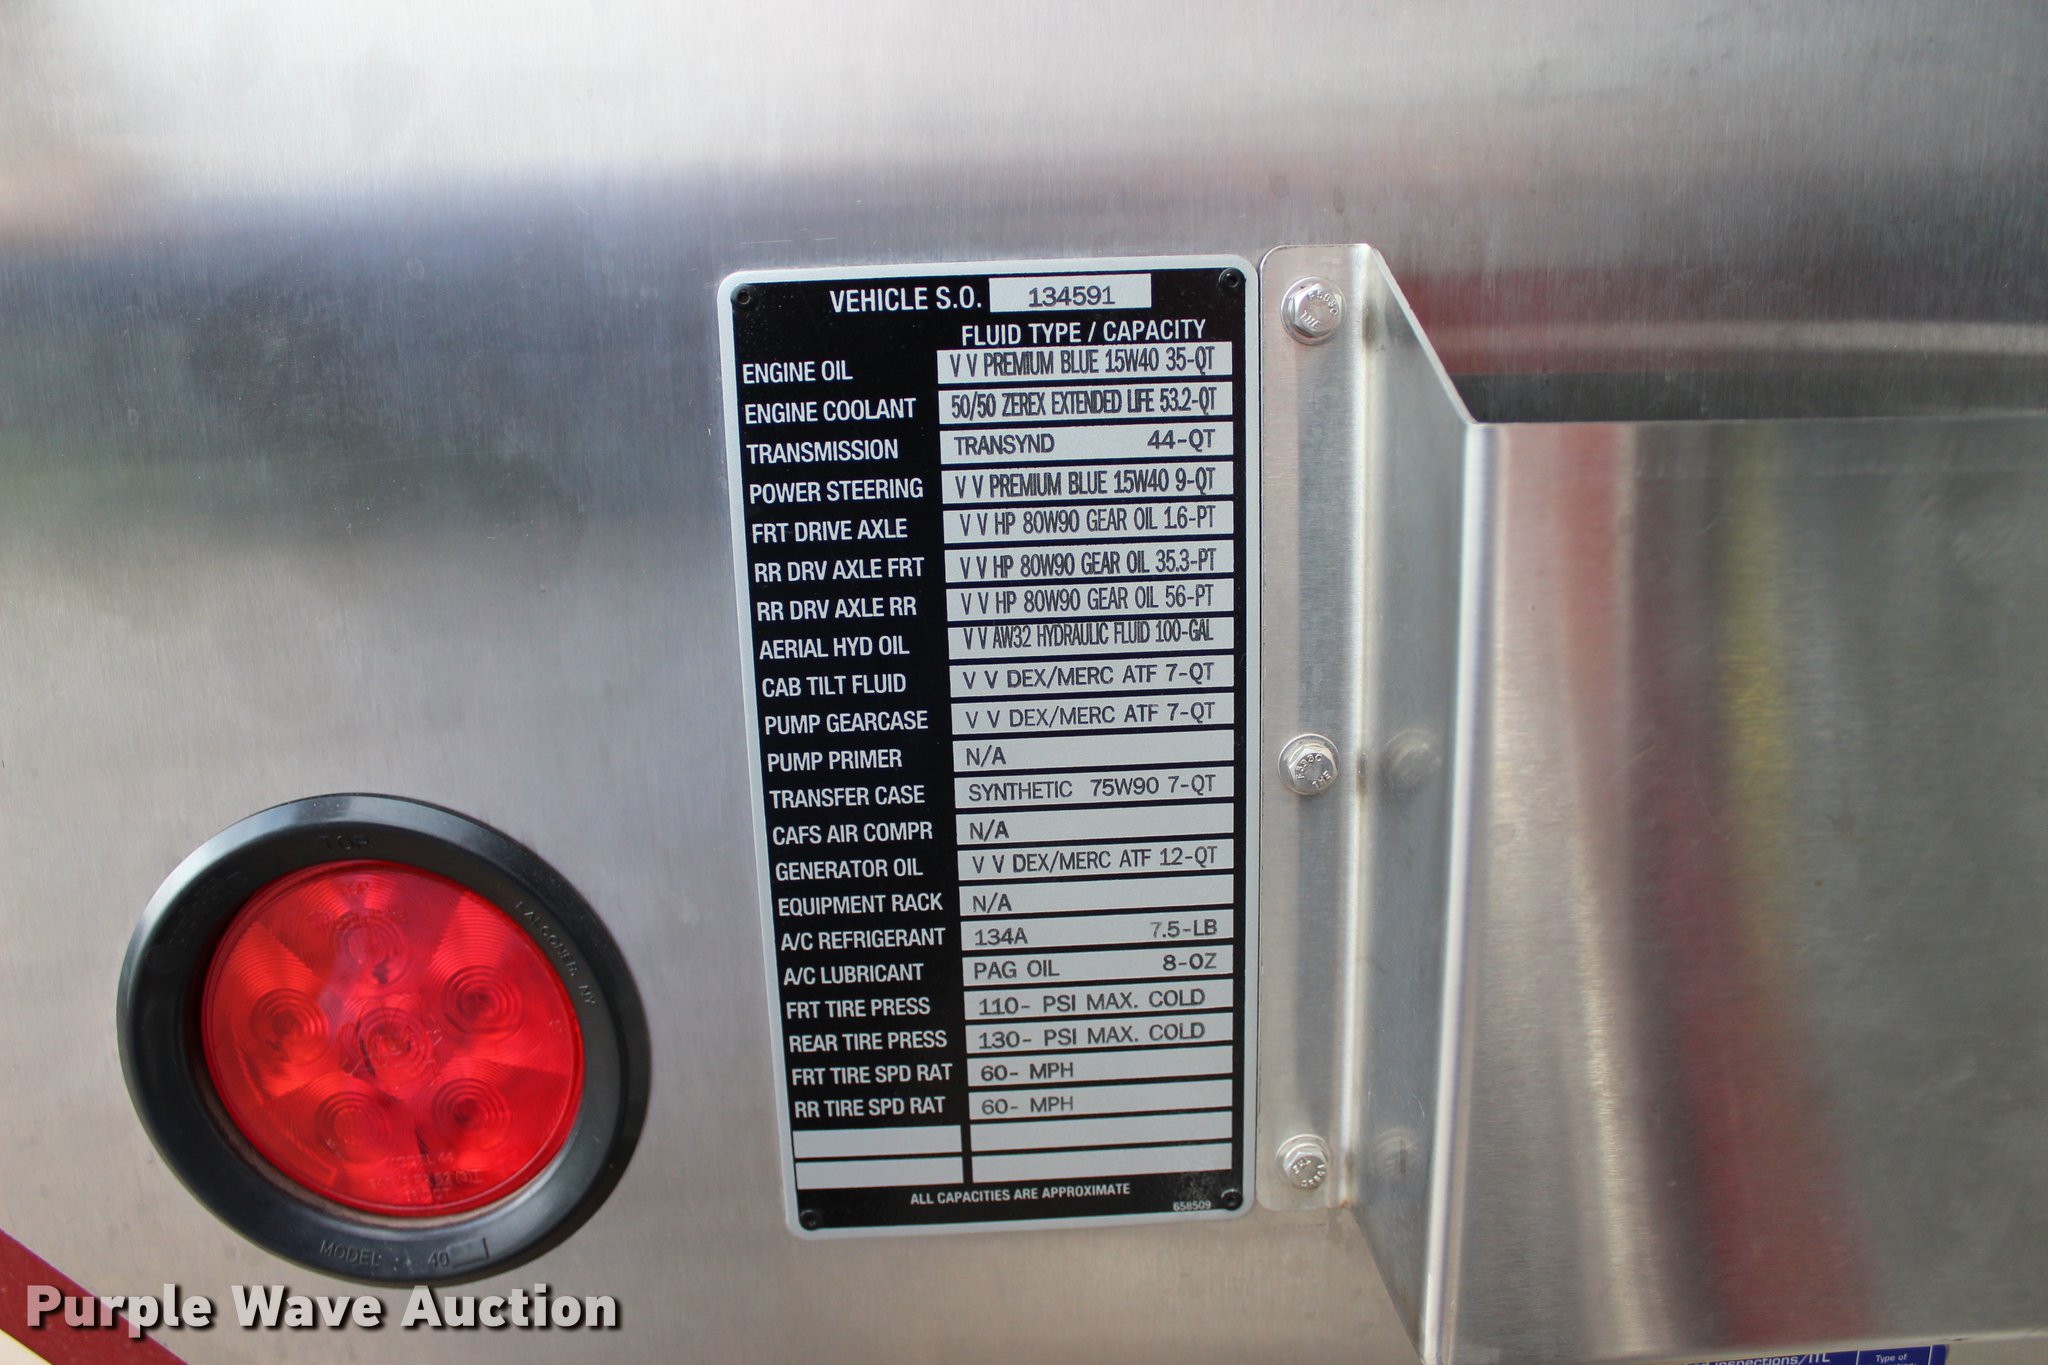 VEHICLE S.O. 134591
FLUID TYPE / CAPACITY
ENGINE OIL V V PREMIUM BLUE 15W40 35-QT
ENGINE COOLANT 50/50 ZEREX EXTENDED LIFE 53.2-QT
TRANSMISSION TRANSYND 44-QT
POWER STEERING V V PREMIUM BLUE 15W40 9-QT
FRT DRIVE AXLE V V HP 80W90 GEAR OIL 1.6-PT
RR DRV AXLE FRT V V HP 80W90 GEAR OIL 35.3-PT
RR DRV AXLE RR V V HP 80W90 GEAR OIL 56-PT
AERIAL HYD OIL V V AW32 HYDRAULIC FLUID 100-GAL
CAB TILT FLUID V V DEX/MERC ATF 7-QT
PUMP GEARCASE V V DEX/MERC ATF 7-QT
PUMP PRIMER N/A
TRANSFER CASE SYNTHETIC 75W90 7-QT
CAFS AIR COMPR N/A
GENERATOR OIL V V DEX/MERC ATF 12-QT
EQUIPMENT RACK N/A
A/C REFRIGERANT 134A 7.5-LB
A/C LUBRICANT PAG OIL 8-OZ
FRT TIRE PRESS 110- PSI MAX. COLD
REAR TIRE PRESS 130- PSI MAX. COLD
FRT TIRE SPD RAT 60- MPH
RR TIRE SPD RAT 60- MPH
ALL CAPACITIES ARE APPROXIMATE
658509
TOP
FALCONER, NY
MODEL: 40
THE
THE
Purple Wave Auction
inspections/ITL
Type of